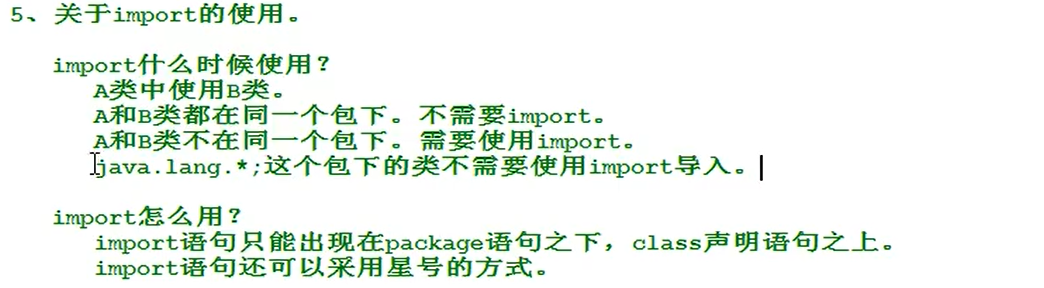 5、关于import的使用。
import什么时候使用？
A类中使用B类。
A和B类都在同一个包下。不需要import。
A和B类不在同一个包下。需要使用import。
java.lang.*;这个包下的类不需要使用import导入。
import怎么用？
import语句只能出现在package语句之下，class声明语句之上。
import语句还可以采用星号的方式。